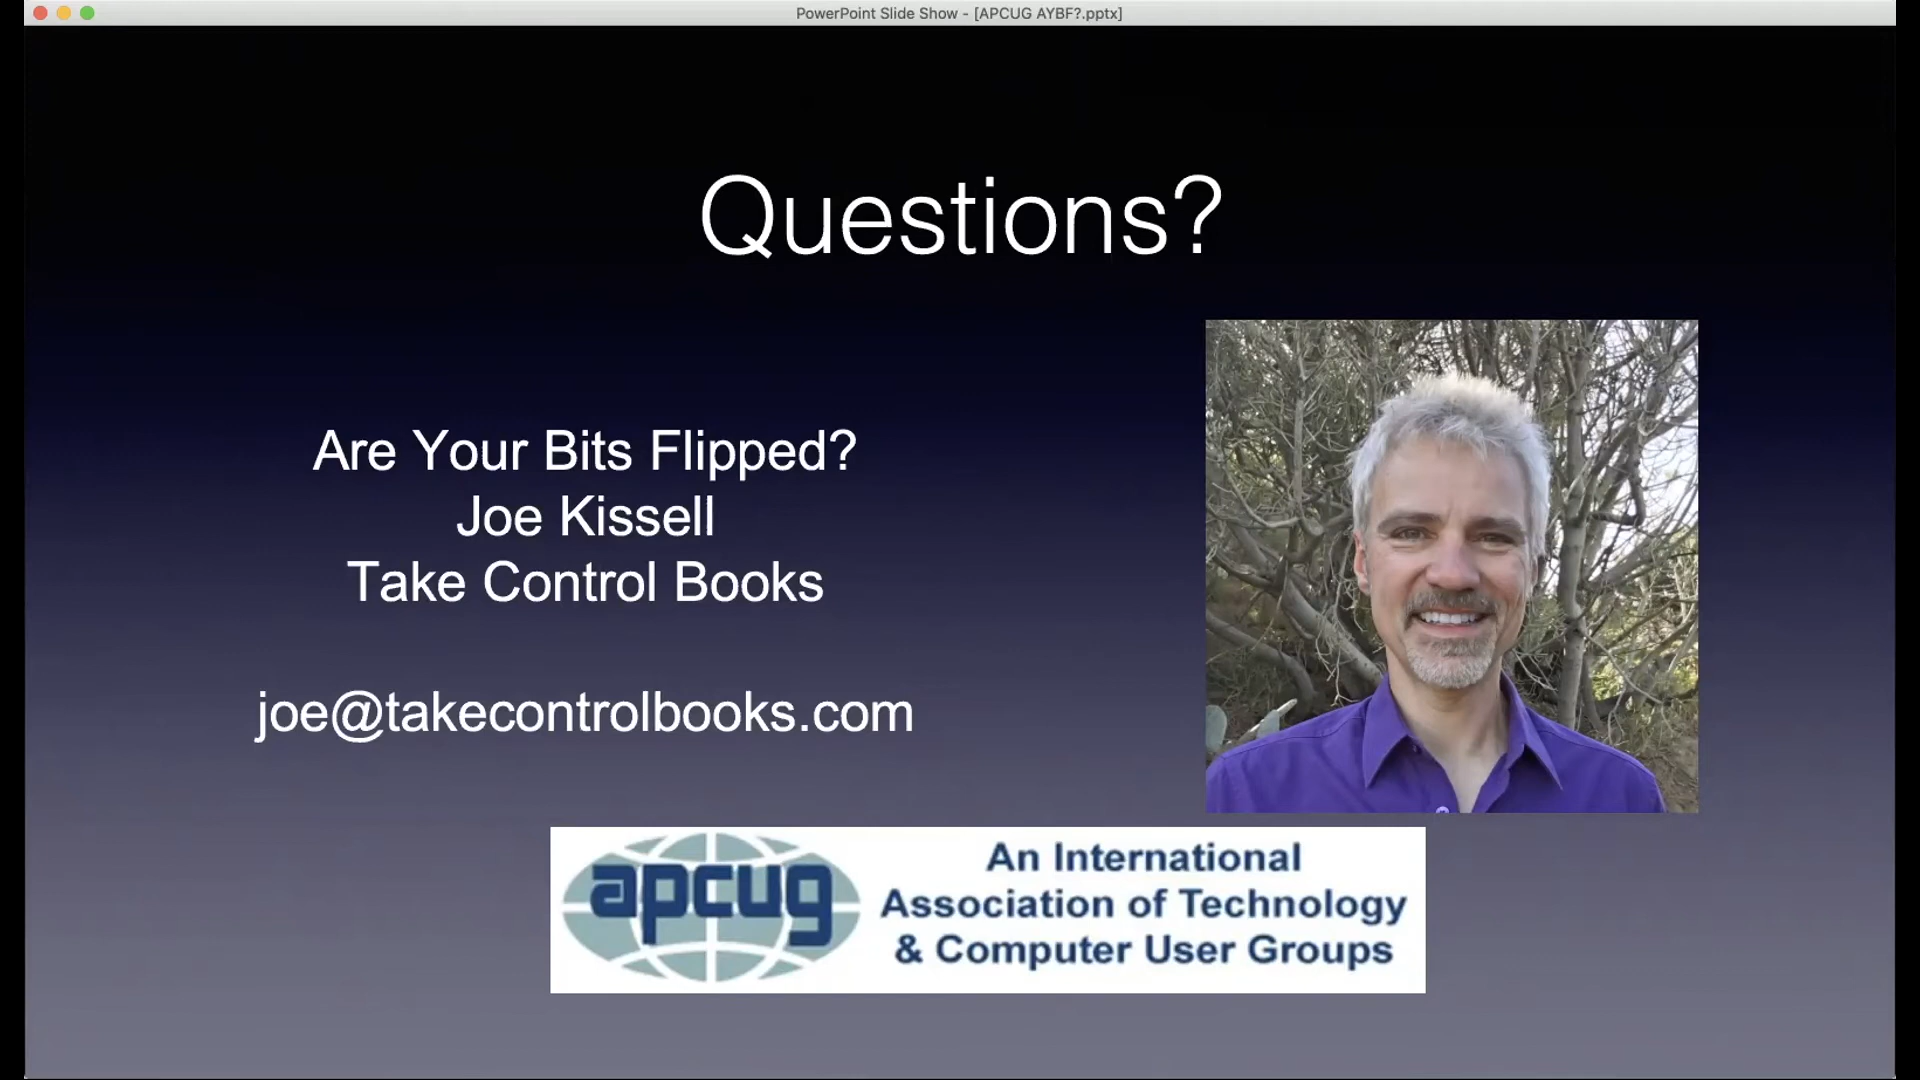 PowerPoint Slide Show - [APCUG AYBF?.pptx]
Questions?
Are Your Bits Flipped?
Joe Kissell
Take Control Books
joe@takecontrolbooks.com
apcug
An International
Association of Technology
& Computer User Groups